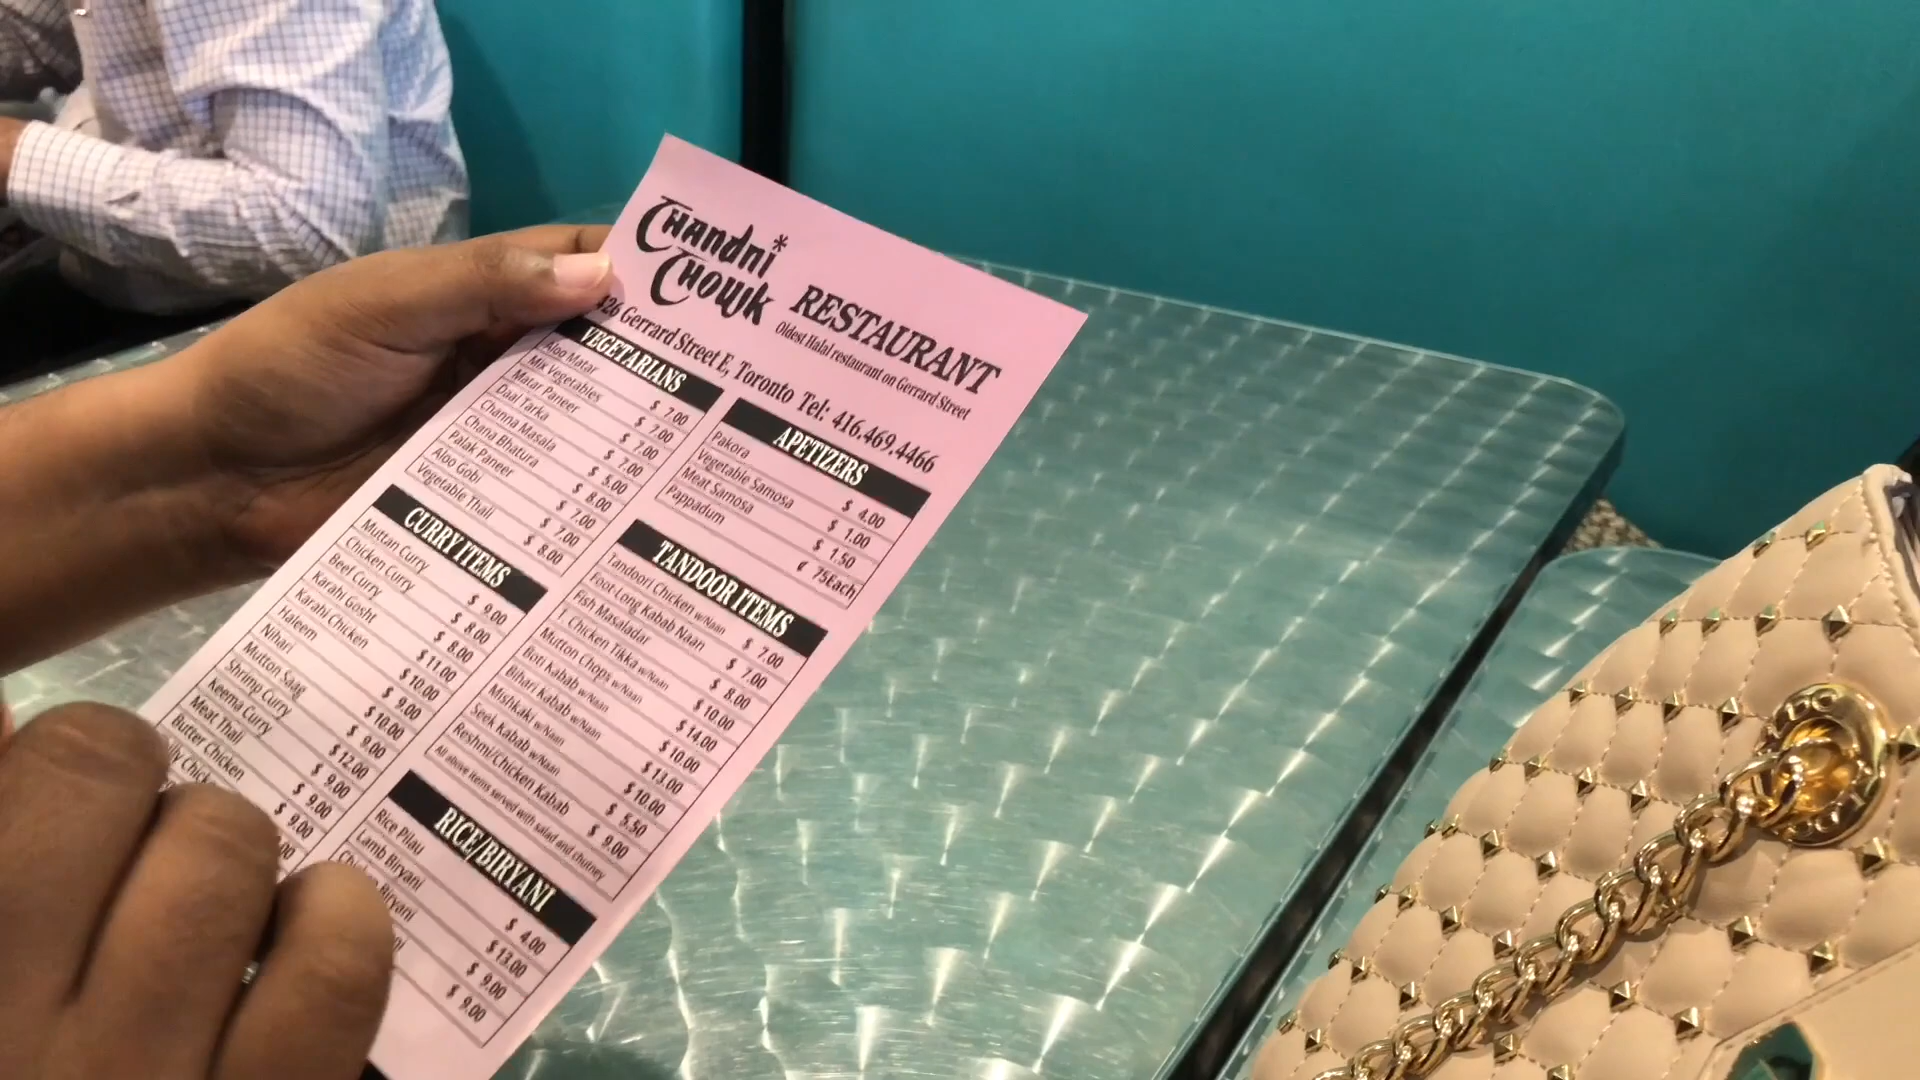 Chandni
Chowk
RESTAURANT
Oldest Halal restaurant on Gerrard Street
426 Gerrard Street E, Toronto Tel: 416.469.4466
VEGETARIANS
Aloo Matar $ 7.00
Mix Vegetables $ 7.00
Matar Paneer $ 7.00
Daal Tarka $ 7.00
Channa Masala $ 5.00
Chana Bhatura $ 8.00
Palak Paneer $ 7.00
Aloo Gobi $ 7.00
Vegetable Thali $ 8.00
CURRY ITEMS
Muttan Curry $ 9.00
Chicken Curry $ 8.00
Beef Curry $ 8.00
Karahi Gosht $ 11.00
Karahi Chicken $ 10.00
Haleem $ 9.00
Nihari $ 10.00
Mutton Saag $ 9.00
Shrimp Curry $ 12.00
Keema Curry $ 9.00
Meat Thali $ 9.00
Butter Chicken $ 9.00
APETIZERS
Pakora $ 4.00
Vegetable Samosa $ 1.00
Meat Samosa $ 1.50
Pappadum ¢ 75Each
TANDOOR ITEMS
Tandoori Chicken w/Naan $ 7.00
Foot-Long Kabab Naan $ 7.00
Fish Masaladar $ 8.00
1. Chicken Tikka w/Naan $ 10.00
Mutton Chops w/Naan $ 14.00
Boti Kabab w/Naan $ 10.00
Bihari Kabab w/Naan $ 13.00
Mishkaki w/Naan $ 10.00
Seek Kabab w/Naan $ 5.50
Reshmi/Chicken Kabab $ 9.00
All above items served with salad and chutney
RICE/BIRYANI
Rice Pilau $ 4.00
Lamb Biryani $ 13.00
Biryani $ 9.00
$ 9.00